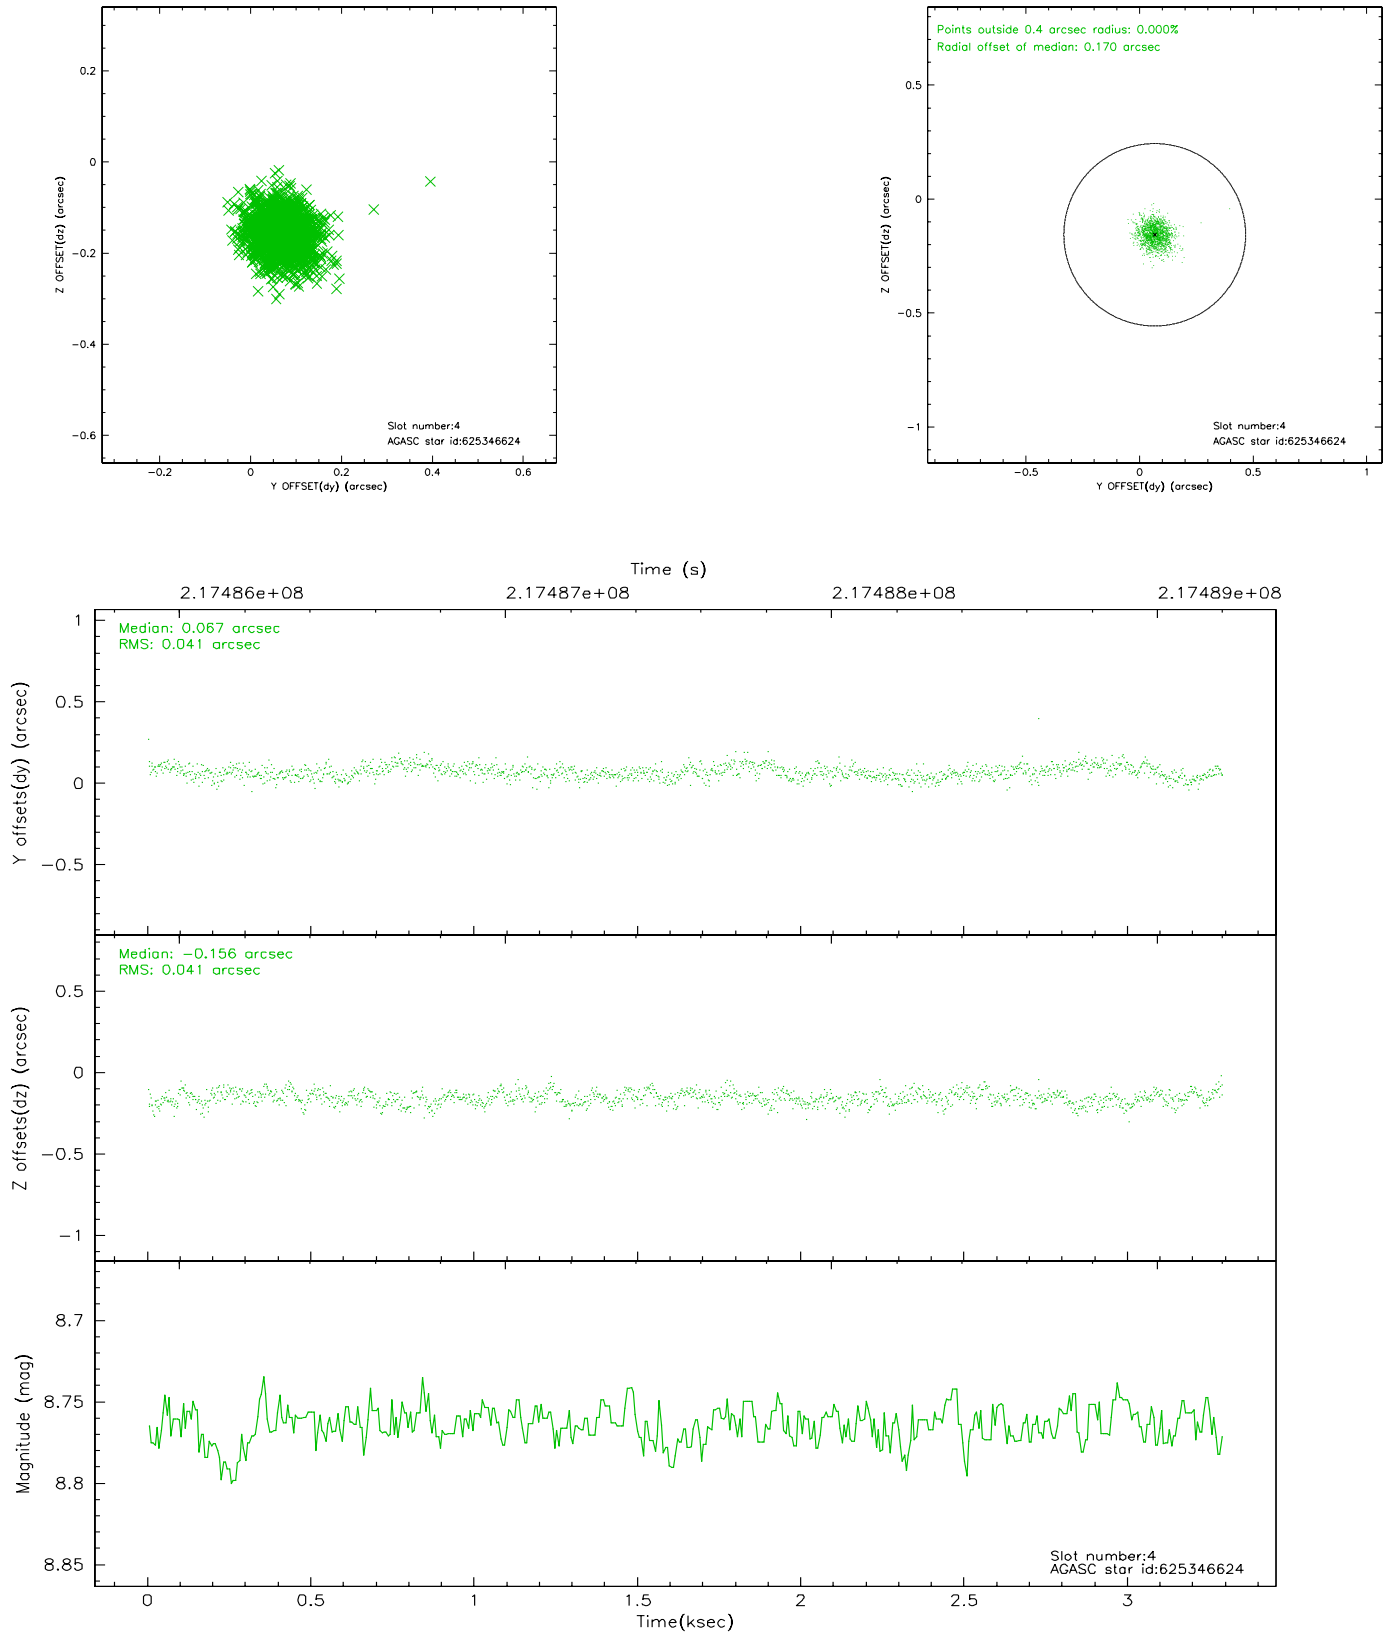 0.2
0
−0.2
−0.4
−0.6
Z OFFSET(dz) (arcsec)
Slot number:4
AGASC star id:625346624
−0.2 0 0.2 0.4 0.6
Y OFFSET(dy) (arcsec)
Points outside 0.4 arcsec radius: 0.000%
Radial offset of median: 0.170 arcsec
0.5
0
−0.5
−1
Z OFFSET(dz) (arcsec)
Slot number:4
AGASC star id:625346624
−0.5 0 0.5 1
Y OFFSET(dy) (arcsec)
Time (s)
2.17486e+08 2.17487e+08 2.17488e+08 2.17489e+08
Median: 0.067 arcsec
RMS: 0.041 arcsec
1
0.5
0
−0.5
Y offsets(dy) (arcsec)
Median: −0.156 arcsec
RMS: 0.041 arcsec
0.5
0
−0.5
−1
Z offsets(dz) (arcsec)
8.7
8.75
8.8
8.85
Magnitude (mag)
Slot number:4
AGASC star id:625346624
0 0.5 1 1.5 2 2.5 3
Time(ksec)